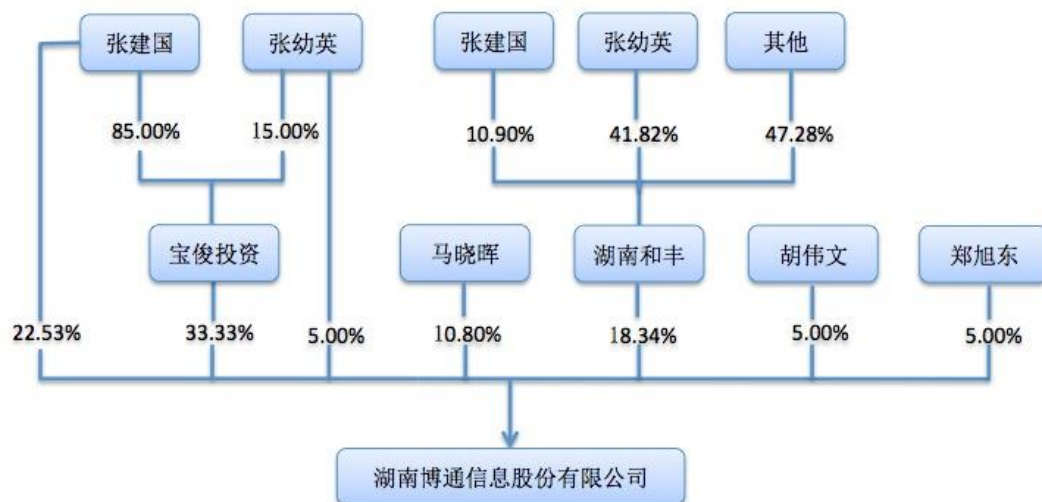 张建国
张幼英
张建国
张幼英
其他
85.00%
15.00%
10.90%
41.82%
47.28%
宝俊投资
马晓晖
湖南和丰
胡伟文
郑旭东
22.53%
33.33%
5.00%
10.80%
18.34%
5.00%
5.00%
湖南博通信息股份有限公司